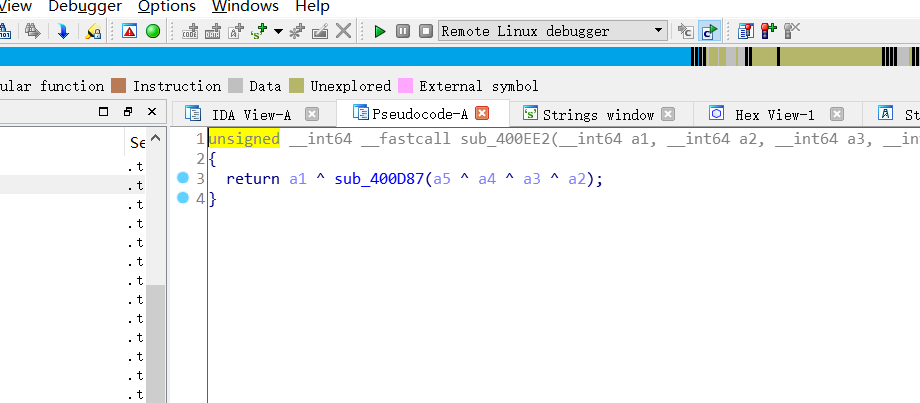 View Debugger Options Windows Help
Remote Linux debugger
ular function Instruction Data Unexplored External symbol
IDA View-A Pseudocode-A Strings window Hex View-1 St
Se
.t
.t
.t
.t
.t
.t
.t
.t
.t
.t
.t
.t
.t
1 unsigned __int64 __fastcall sub_400EE2(__int64 a1, __int64 a2, __int64 a3, __in
2 {
3 return a1 ^ sub_400D87(a5 ^ a4 ^ a3 ^ a2);
4 }